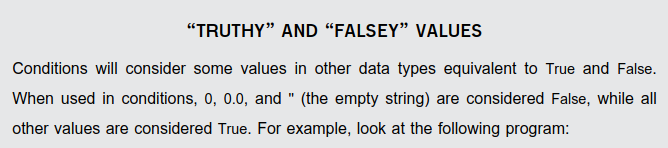 “TRUTHY” AND “FALSEY” VALUES
Conditions will consider some values in other data types equivalent to True and False.
When used in conditions, 0, 0.0, and '' (the empty string) are considered False, while all
other values are considered True. For example, look at the following program: